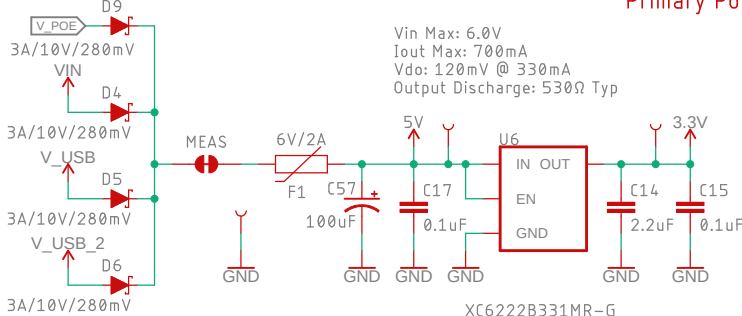 Primary Po
D9
V_POE
3A/10V/280mV
VIN
D4
3A/10V/280mV
V_USB
D5
3A/10V/280mV
V_USB_2
D6
3A/10V/280mV
MEAS
6V/2A
F1
Vin Max: 6.0V
Iout Max: 700mA
Vdo: 120mV @ 330mA
Output Discharge: 530Ω Typ
5V
U6
3.3V
IN OUT
EN
GND
C57
+
100uF
C17
0.1uF
C14
2.2uF
C15
0.1uF
GND
GND
GND
GND
GND
GND
XC6222B331MR-G